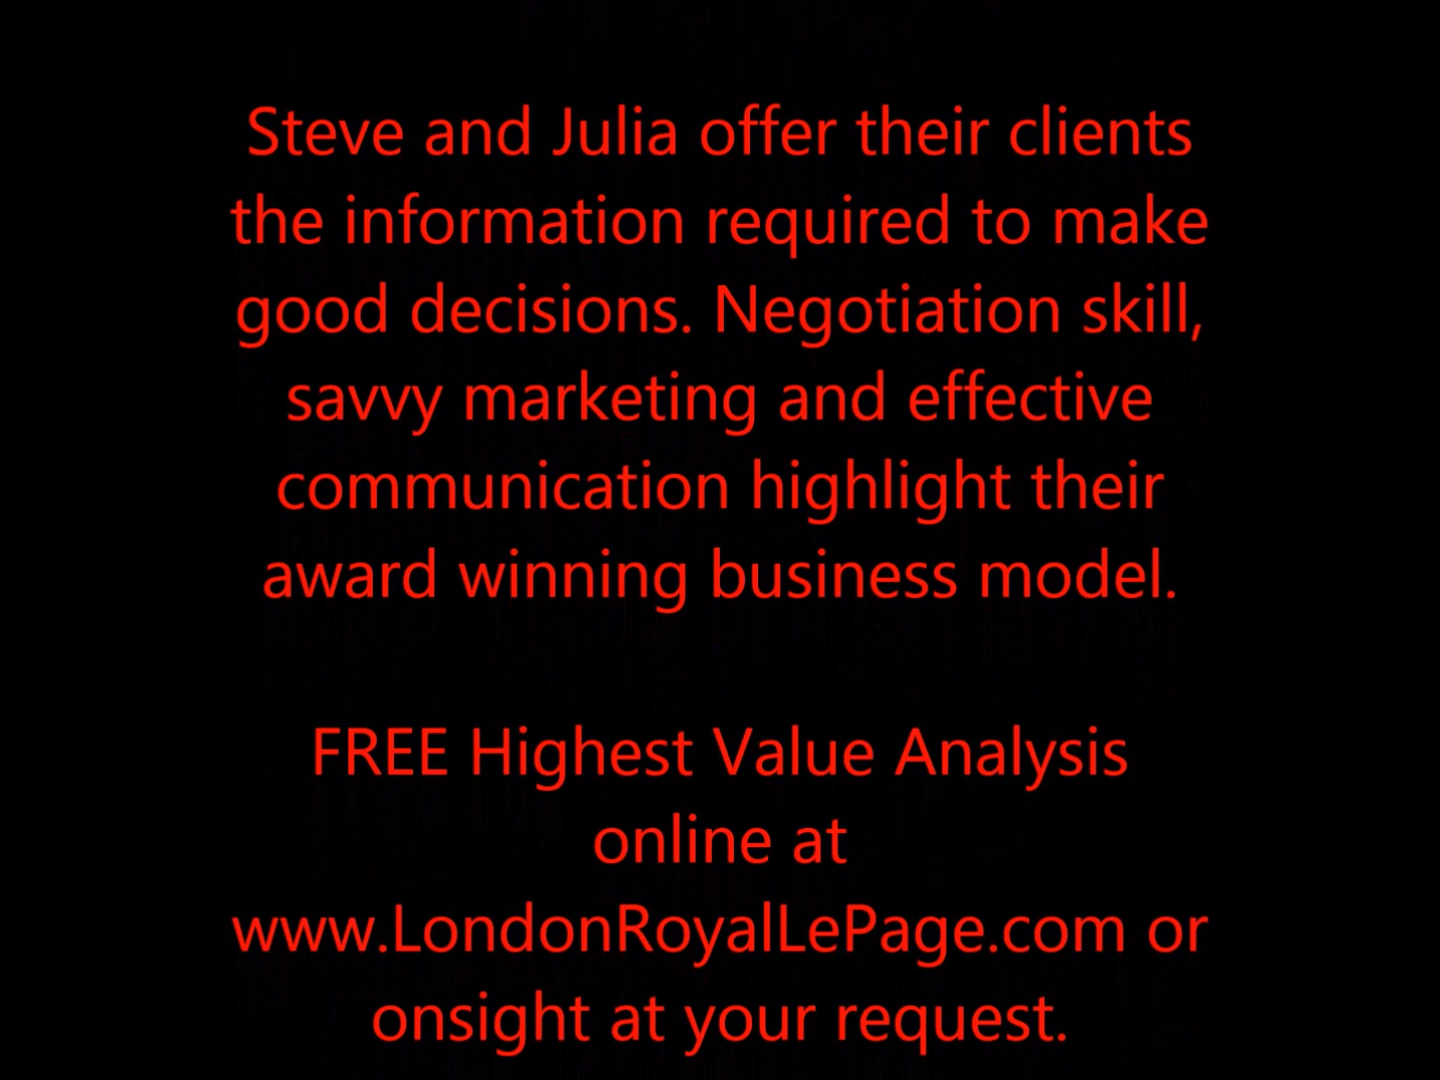 Steve and Julia offer their clients
the information required to make
good decisions. Negotiation skill,
savvy marketing and effective
communication highlight their
award winning business model.
FREE Highest Value Analysis
online at
www.LondonRoyalLePage.com or
onsight at your request.